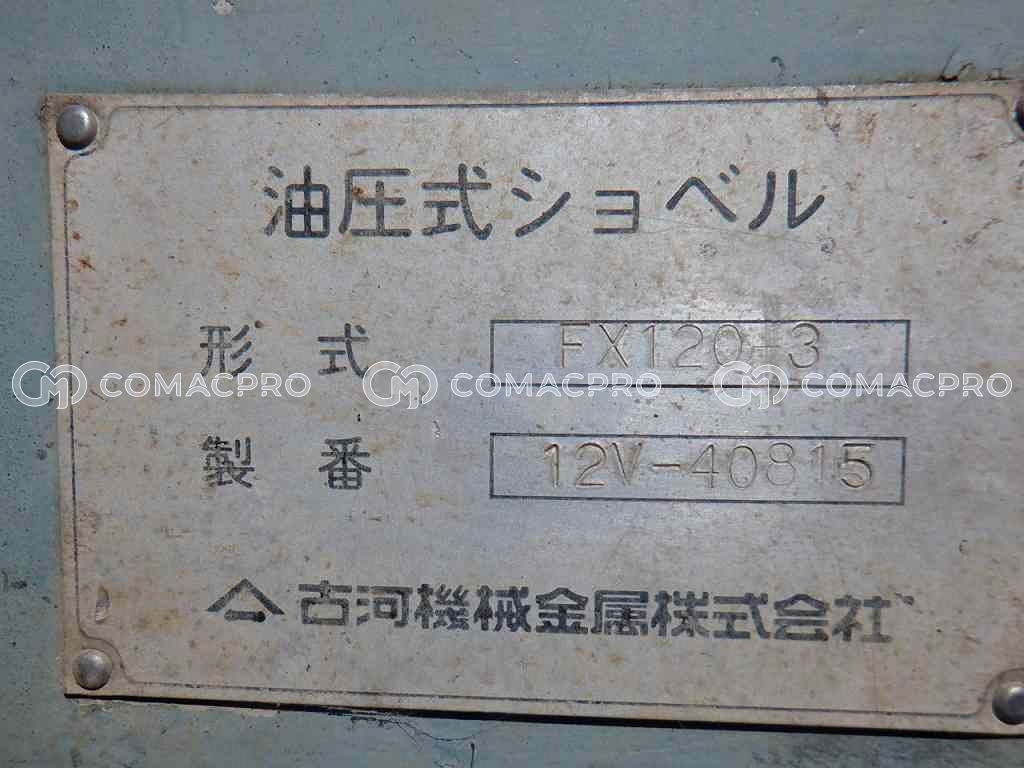 油圧式ショベル
形式 FX120-3
COMACPRO COMACPRO COMACPRO
製番 12V-40815
古河機械金属株式会社